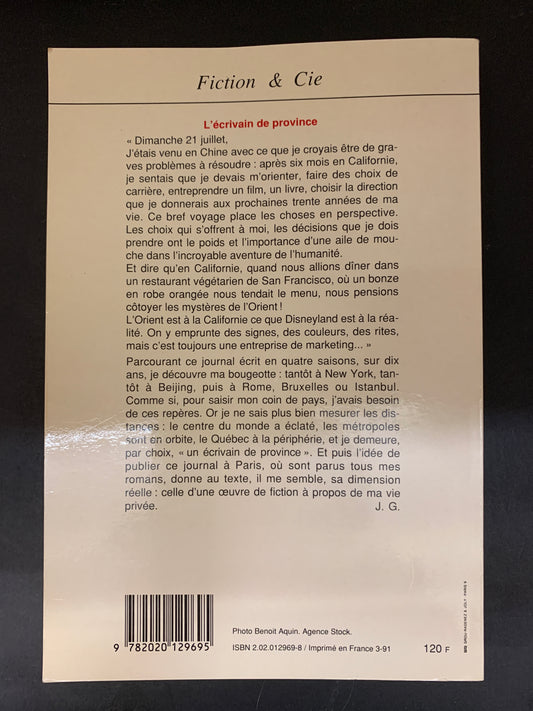 Fiction & Cie
L'écrivain de province
« Dimanche 21 juillet,
J'étais venu en Chine avec ce que je croyais être de gra-
ves problèmes à résoudre : après six mois en Californie,
je sentais que je devais m'orienter, faire des choix de
carrière, entreprendre un film, un livre, choisir la direction
que je donnerais aux prochaines trente années de ma
vie. Ce bref voyage place les choses en perspective.
Les choix qui s'offrent à moi, les décisions que je dois
prendre ont le poids et l'importance d'une aile de mou-
che dans l'incroyable aventure de l'humanité.
Et dire qu'en Californie, quand nous allions dîner dans
un restaurant végétarien de San Francisco, où un bonze
en robe orangée nous tendait le menu, nous pensions
côtoyer les mystères de l'Orient !
L'Orient est à la Californie ce que Disneyland est à la réa-
lité. On y emprunte des signes, des couleurs, des rites,
mais c'est toujours une entreprise de marketing... »
Parcourant ce journal écrit en quatre saisons, sur dix
ans, je découvre ma bougeotte : tantôt à New York, tan-
tôt à Beijing, puis à Rome, Bruxelles ou Istanbul.
Comme si, pour saisir mon coin de pays, j'avais besoin
de ces repères. Or je ne sais plus bien mesurer les dis-
tances : le centre du monde a éclaté, les métropoles
sont en orbite, le Québec à la périphérie, et je demeure,
par choix, « un écrivain de province ». Et puis l'idée de
publier ce journal à Paris, où sont parus tous mes
romans, donne au texte, il me semble, sa dimension
réelle : celle d'une œuvre de fiction à propos de ma vie
privée. J. G.
9 782020 129695
Photo Benoit Aquin. Agence Stock.
ISBN 2.02.012969-8 / Imprimé en France 3-91
120 F